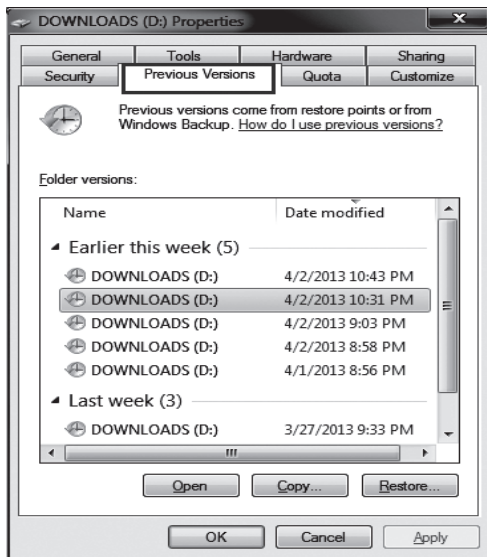 DOWNLOADS (D:) Properties
x
General Tools Hardware Sharing
Security Previous Versions Quota Customize
Previous versions come from restore points or from
Windows Backup. How do I use previous versions?
Folder versions:
Name Date modified
Earlier this week (5)
DOWNLOADS (D:) 4/2/2013 10:43 PM
DOWNLOADS (D:) 4/2/2013 10:31 PM
DOWNLOADS (D:) 4/2/2013 9:03 PM
DOWNLOADS (D:) 4/2/2013 8:58 PM
DOWNLOADS (D:) 4/1/2013 8:56 PM
Last week (3)
DOWNLOADS (D:) 3/27/2013 9:33 PM
Open Copy... Restore...
OK Cancel Apply